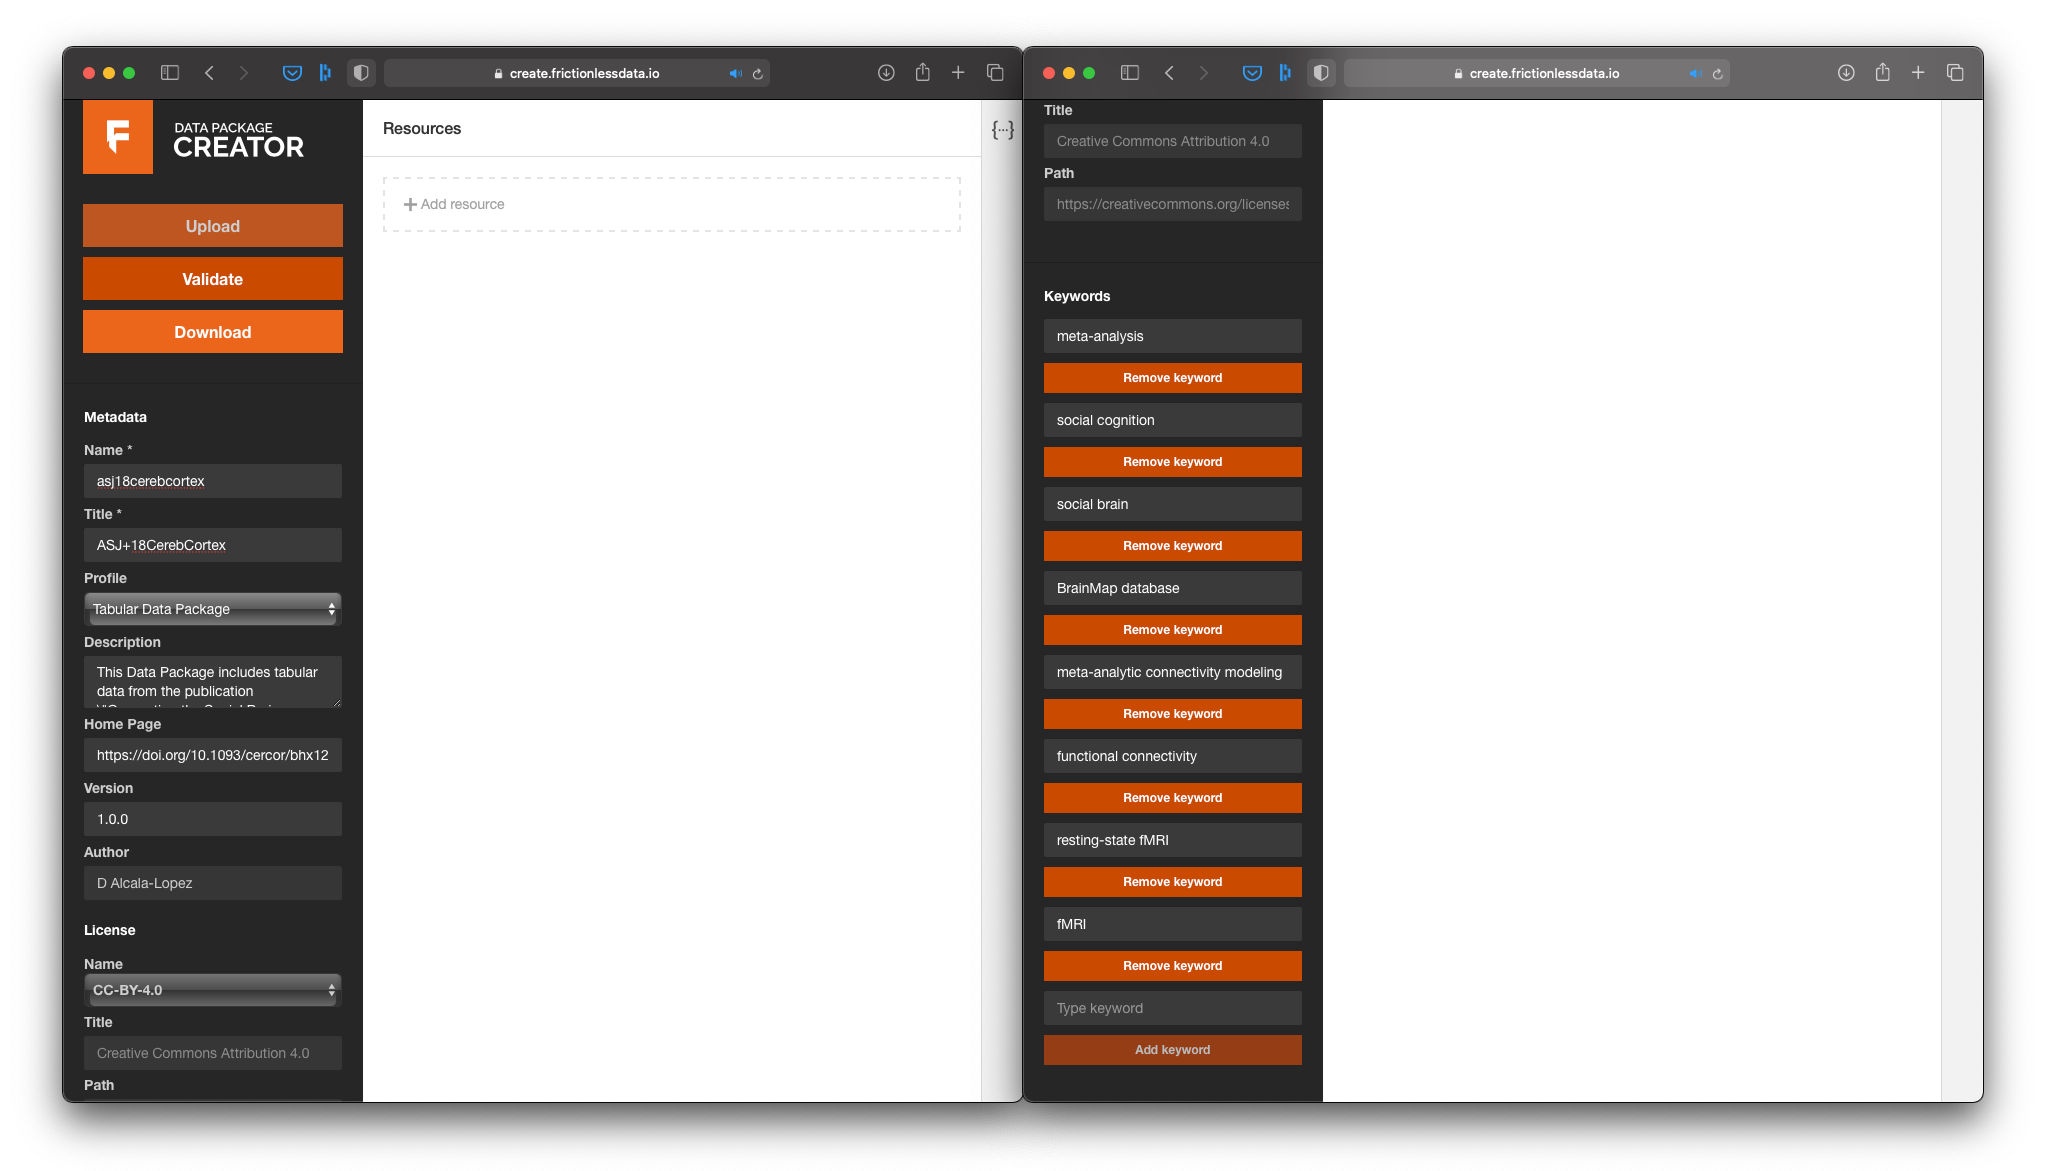 create.frictionlessdata.io
DATA PACKAGE
CREATOR
Upload
Validate
Download
Metadata
Name *
asj18cerebcortex
Title *
ASJ+18CerebCortex
Profile
Tabular Data Package
Description
This Data Package includes tabular
data from the publication
Home Page
https://doi.org/10.1093/cercor/bhx12
Version
1.0.0
Author
D Alcala-Lopez
License
Name
CC-BY-4.0
Title
Creative Commons Attribution 4.0
Path
Resources
{···}
+ Add resource
create.frictionlessdata.io
Title
Creative Commons Attribution 4.0
Path
https://creativecommons.org/licenses
Keywords
meta-analysis
Remove keyword
social cognition
Remove keyword
social brain
Remove keyword
BrainMap database
Remove keyword
meta-analytic connectivity modeling
Remove keyword
functional connectivity
Remove keyword
resting-state fMRI
Remove keyword
fMRI
Remove keyword
Type keyword
Add keyword